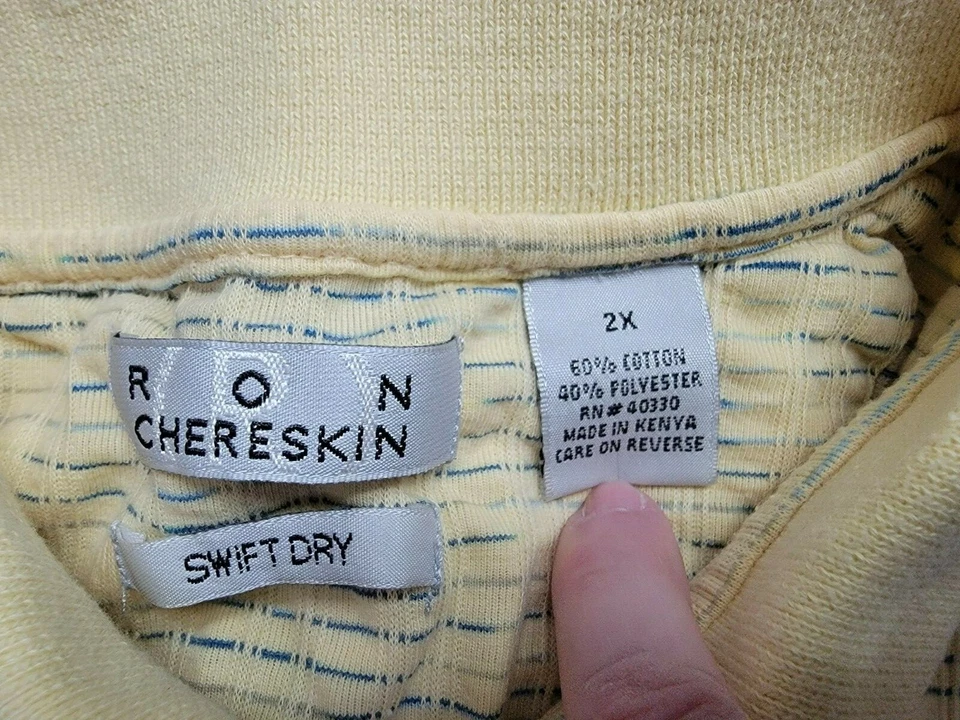 R O N
CHERESKIN
SWIFT DRY
2X
60% COTTON
40% POLYESTER
RN# 40330
MADE IN KENYA
CARE ON REVERSE